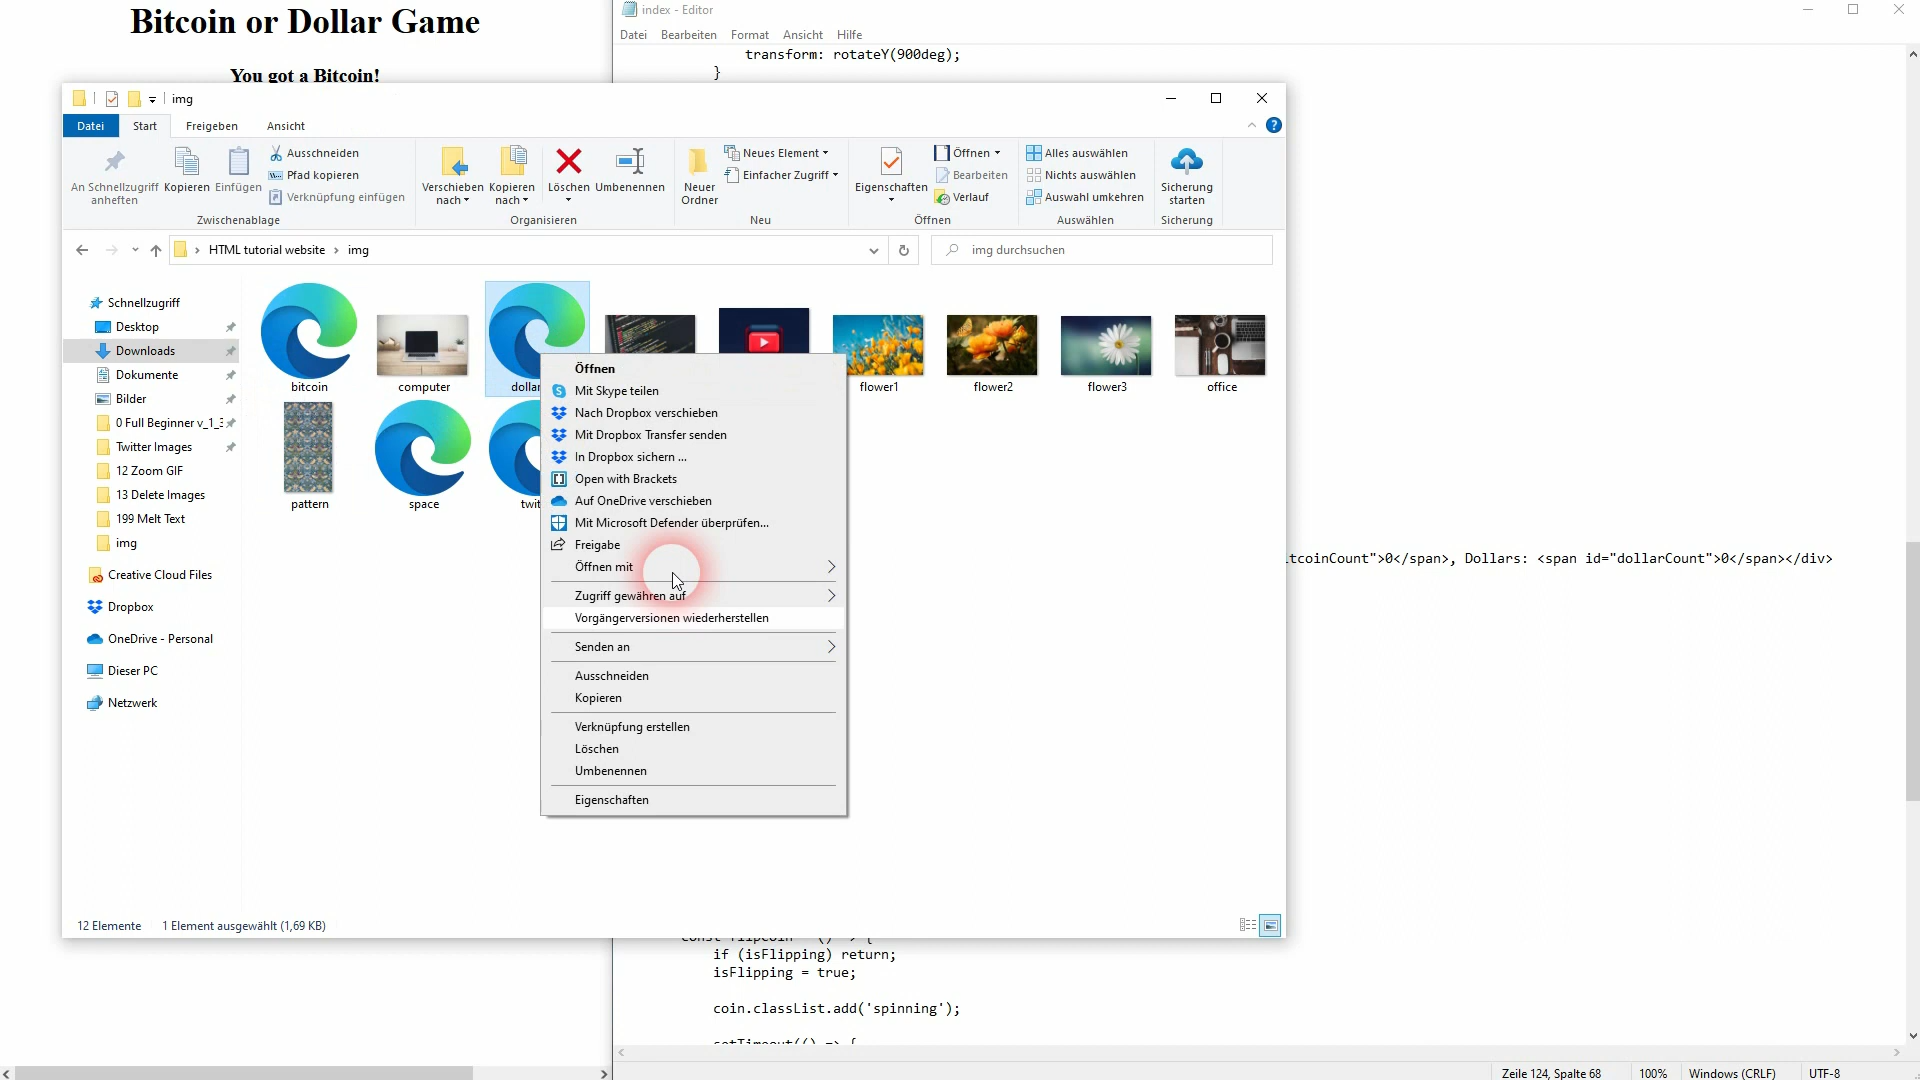 Bitcoin or Dollar Game
You got a Bitcoin!
index - Editor
Datei Bearbeiten Format Ansicht Hilfe
transform: rotateY(900deg);
}
img
Datei Start Freigeben Ansicht
An Schnellzugriff anheften
Kopieren
Einfügen
Ausschneiden
Pfad kopieren
Verknüpfung einfügen
Zwischenablage
Verschieben nach
Kopieren nach
Löschen
Umbenennen
Organisieren
Neuer Ordner
Neues Element
Einfacher Zugriff
Neu
Eigenschaften
Öffnen
Bearbeiten
Verlauf
Öffnen
Alles auswählen
Nichts auswählen
Auswahl umkehren
Auswählen
Sicherung starten
Sicherung
HTML tutorial website › img
img durchsuchen
Schnellzugriff
Desktop
Downloads
Dokumente
Bilder
0 Full Beginner v_1_3
Twitter Images
12 Zoom GIF
13 Delete Images
199 Melt Text
img
Creative Cloud Files
Dropbox
OneDrive - Personal
Dieser PC
Netzwerk
bitcoin
computer
dollar
flower1
flower2
flower3
office
pattern
space
twit
Öffnen
Mit Skype teilen
Nach Dropbox verschieben
Mit Dropbox Transfer senden
In Dropbox sichern ...
Open with Brackets
Auf OneDrive verschieben
Mit Microsoft Defender überprüfen...
Freigabe
Öffnen mit
Zugriff gewähren auf
Vorgängerversionen wiederherstellen
Senden an
Ausschneiden
Kopieren
Verknüpfung erstellen
Löschen
Umbenennen
Eigenschaften
12 Elemente 1 Element ausgewählt (1,69 KB)
itcoinCount">0</span>, Dollars: <span id="dollarCount">0</span></div>
if (isFlipping) return;
isFlipping = true;
coin.classList.add('spinning');
setTimeout(() => {
Zeile 124, Spalte 68 100% Windows (CRLF) UTF-8